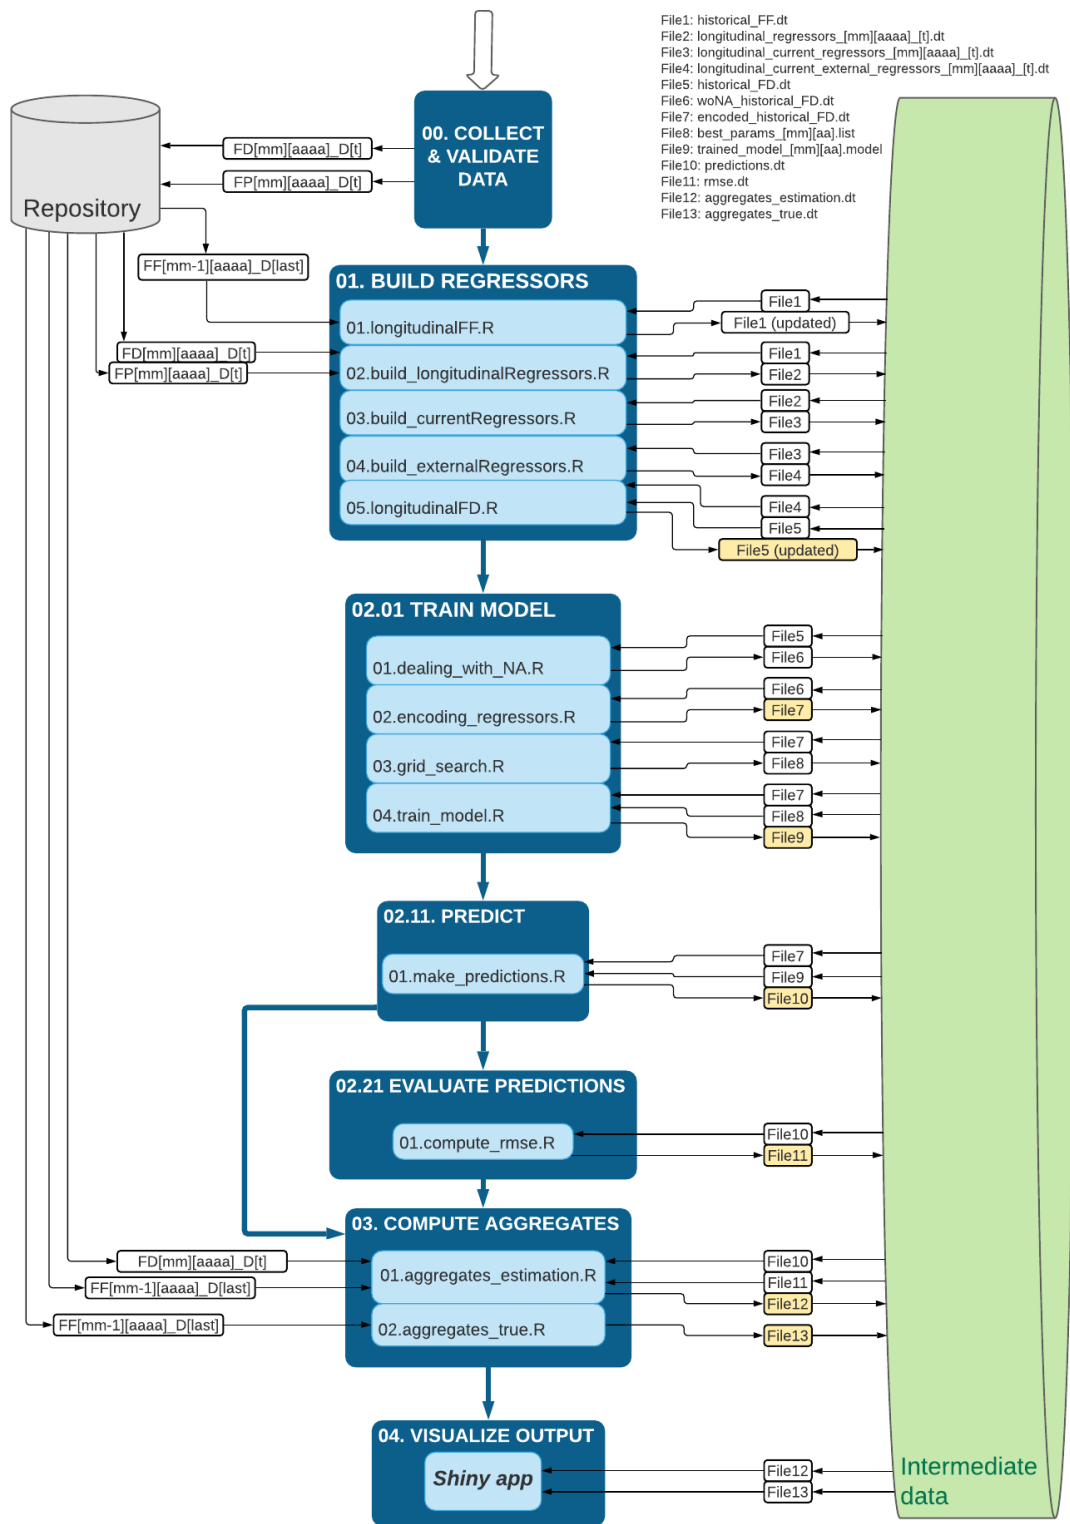 File1: historical_FF.dt
File2: longitudinal_regressors_[mm][aaaa]_[t].dt
File3: longitudinal_current_regressors_[mm][aaaa]_[t].dt
File4: longitudinal_current_external_regressors_[mm][aaaa]_[t].dt
File5: historical_FD.dt
File6: woNA_historical_FD.dt
File7: encoded_historical_FD.dt
File8: best_params_[mm][aa].list
File9: trained_model_[mm][aa].model
File10: predictions.dt
File11: rmse.dt
File12: aggregates_estimation.dt
File13: aggregates_true.dt
00. COLLECT
& VALIDATE
DATA
FD[mm][aaaa]_D[t]
FP[mm][aaaa]_D[t]
Repository
FF[mm-1][aaaa]_D[last]
01. BUILD REGRESSORS
01.longitudinalFF.R
File1
File1 (updated)
FD[mm][aaaa]_D[t]
FP[mm][aaaa]_D[t]
02.build_longitudinalRegressors.R
File1
File2
03.build_currentRegressors.R
File2
File3
04.build_externalRegressors.R
File3
File4
05.longitudinalFD.R
File4
File5
File5 (updated)
02.01 TRAIN MODEL
01.dealing_with_NA.R
File5
File6
02.encoding_regressors.R
File6
File7
03.grid_search.R
File7
File8
04.train_model.R
File7
File8
File9
02.11. PREDICT
01.make_predictions.R
File7
File9
File10
02.21 EVALUATE PREDICTIONS
01.compute_rmse.R
File10
File11
03. COMPUTE AGGREGATES
FD[mm][aaaa]_D[t]
FF[mm-1][aaaa]_D[last]
01.aggregates_estimation.R
File10
File11
File12
FF[mm-1][aaaa]_D[last]
02.aggregates_true.R
File13
04. VISUALIZE OUTPUT
Shiny app
File12
File13
Intermediate
data